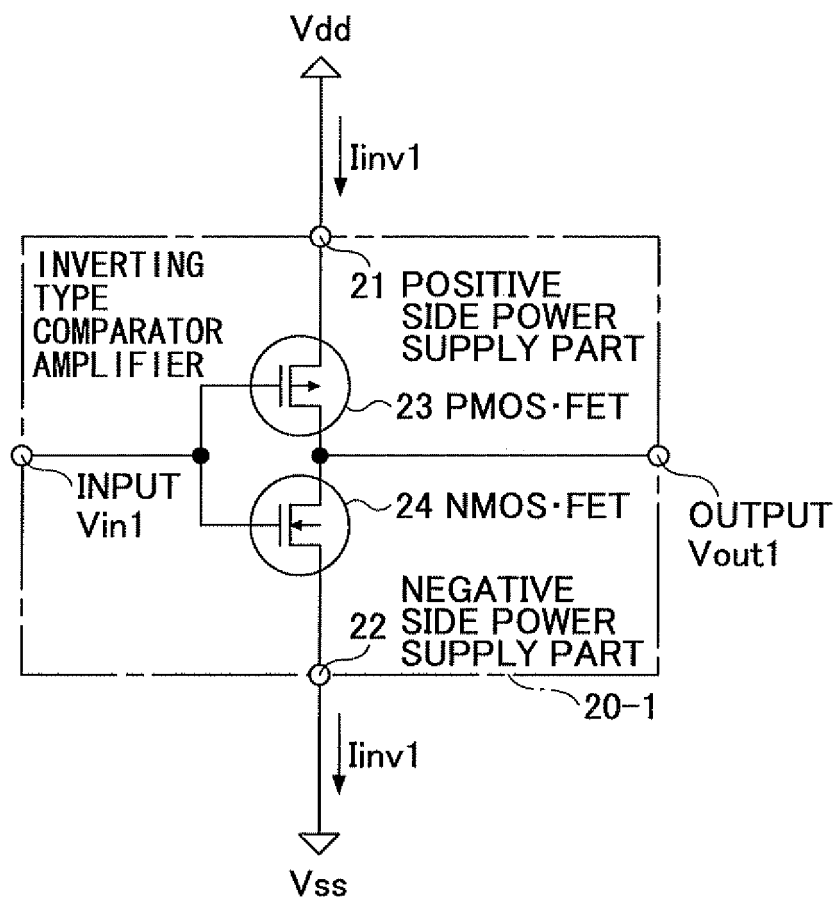 Vdd
Iinv1
INVERTING
TYPE
COMPARATOR
AMPLIFIER
21 POSITIVE
SIDE POWER
SUPPLY PART
23 PMOS・FET
INPUT
Vin1
24 NMOS・FET
OUTPUT
Vout1
22 NEGATIVE
SIDE POWER
SUPPLY PART
20-1
Iinv1
Vss